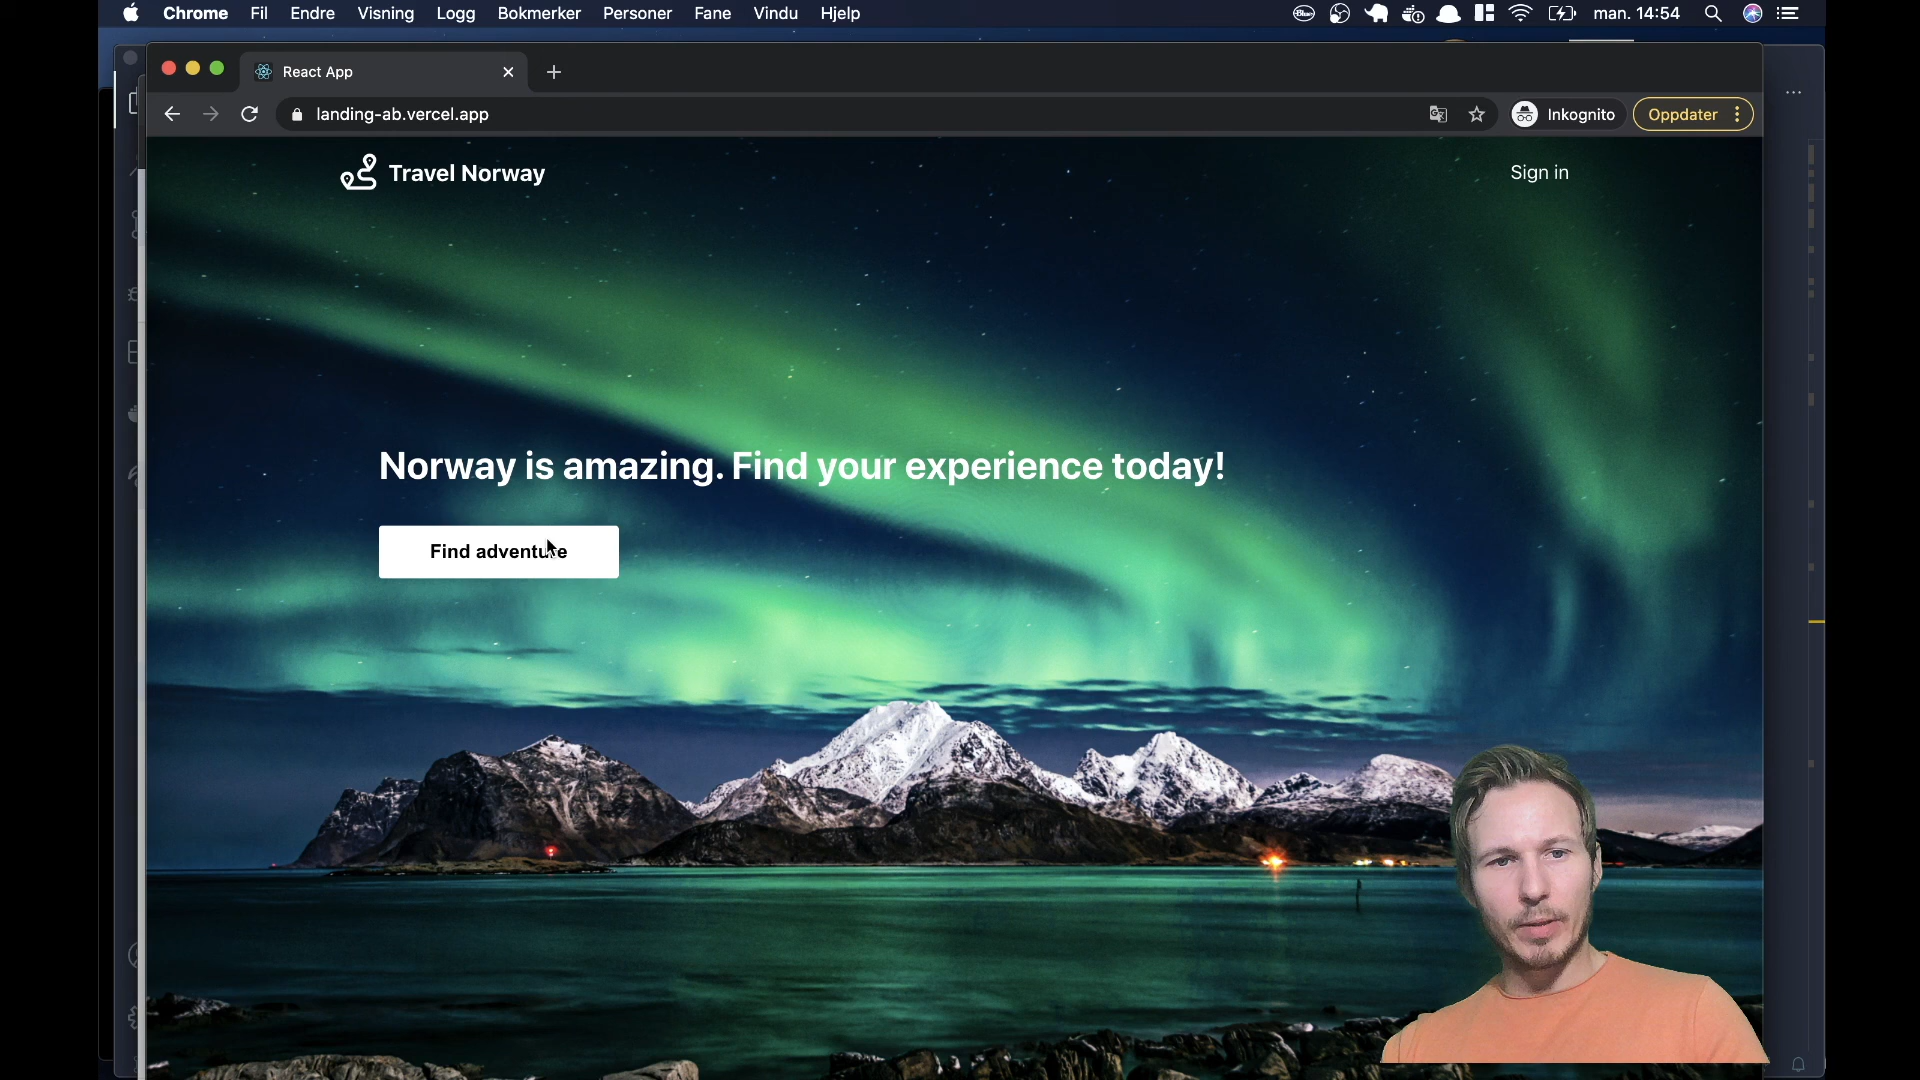 Chrome Fil Endre Visning Logg Bokmerker Personer Fane Vindu Hjelp man. 14:54
React App
landing-ab.vercel.app Inkognito Oppdater
Travel Norway Sign in
Norway is amazing. Find your experience today!
Find adventure